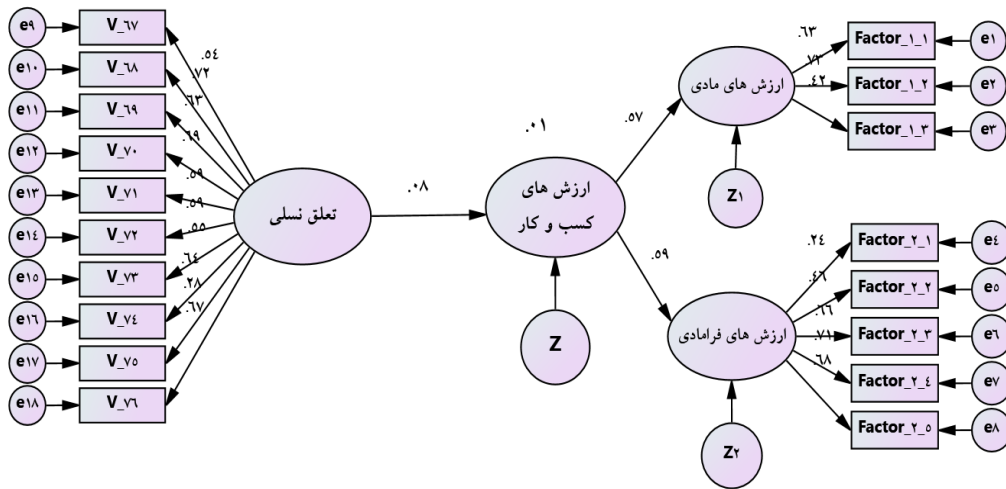 e۹
V_۶۷
e۱۰
V_۶۸
e۱۱
V_۶۹
e۱۲
V_۷۰
e۱۳
V_۷۱
e۱۴
V_۷۲
e۱۵
V_۷۳
e۱۶
V_۷۴
e۱۷
V_۷۵
e۱۸
V_۷۶
.۵۴
.۷۲
.۶۳
.۶۹
.۵۹
.۵۹
.۵۵
.۶۴
.۲۸
.۶۷
تعلق نسلی
.۰۸
.۰۱
ارزش های
کسب و کار
Z
.۵۷
.۵۹
ارزش های مادی
Z۱
.۶۳
.۷۳
.۴۲
Factor_۱_۱
e۱
Factor_۱_۲
e۲
Factor_۱_۳
e۳
ارزش های فرامادی
Z۲
.۲۴
.۴۶
.۶۶
.۷۱
.۶۸
Factor_۲_۱
e۴
Factor_۲_۲
e۵
Factor_۲_۳
e۶
Factor_۲_۴
e۷
Factor_۲_۵
e۸